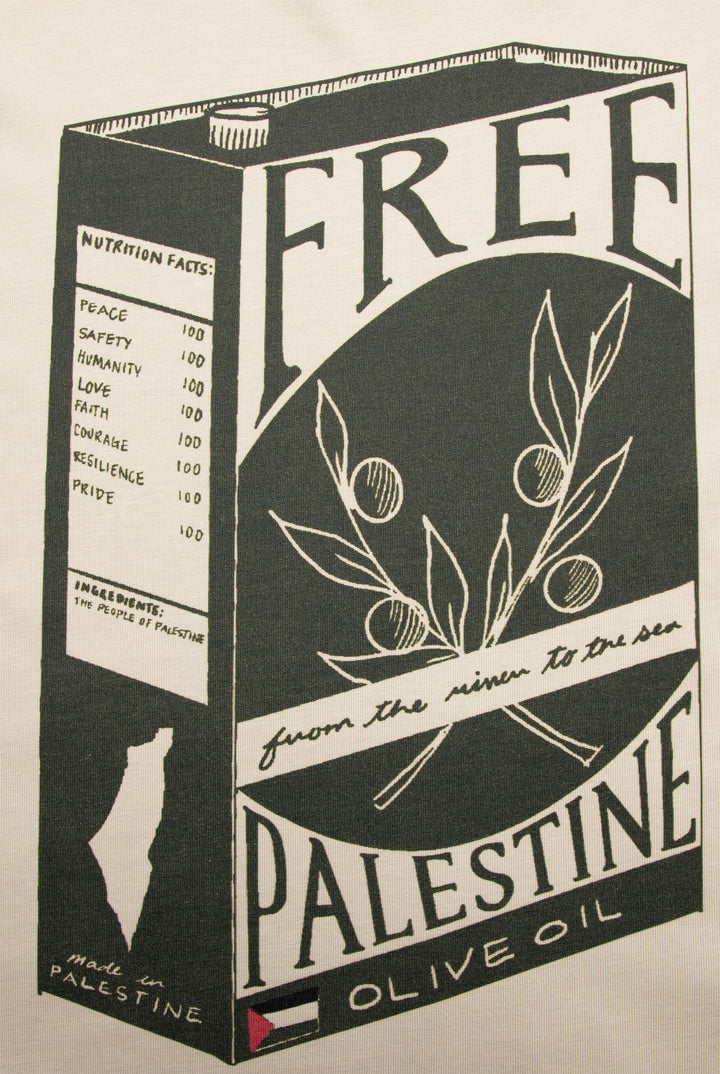 FREE
from the river to the sea
PALESTINE
OLIVE OIL
NUTRITION FACTS:
PEACE 100
SAFETY 100
HUMANITY 100
LOVE 100
FAITH 100
COURAGE 100
RESILIENCE 100
PRIDE 100
INGREDIENTS:
THE PEOPLE OF PALESTINE
made in
PALESTINE